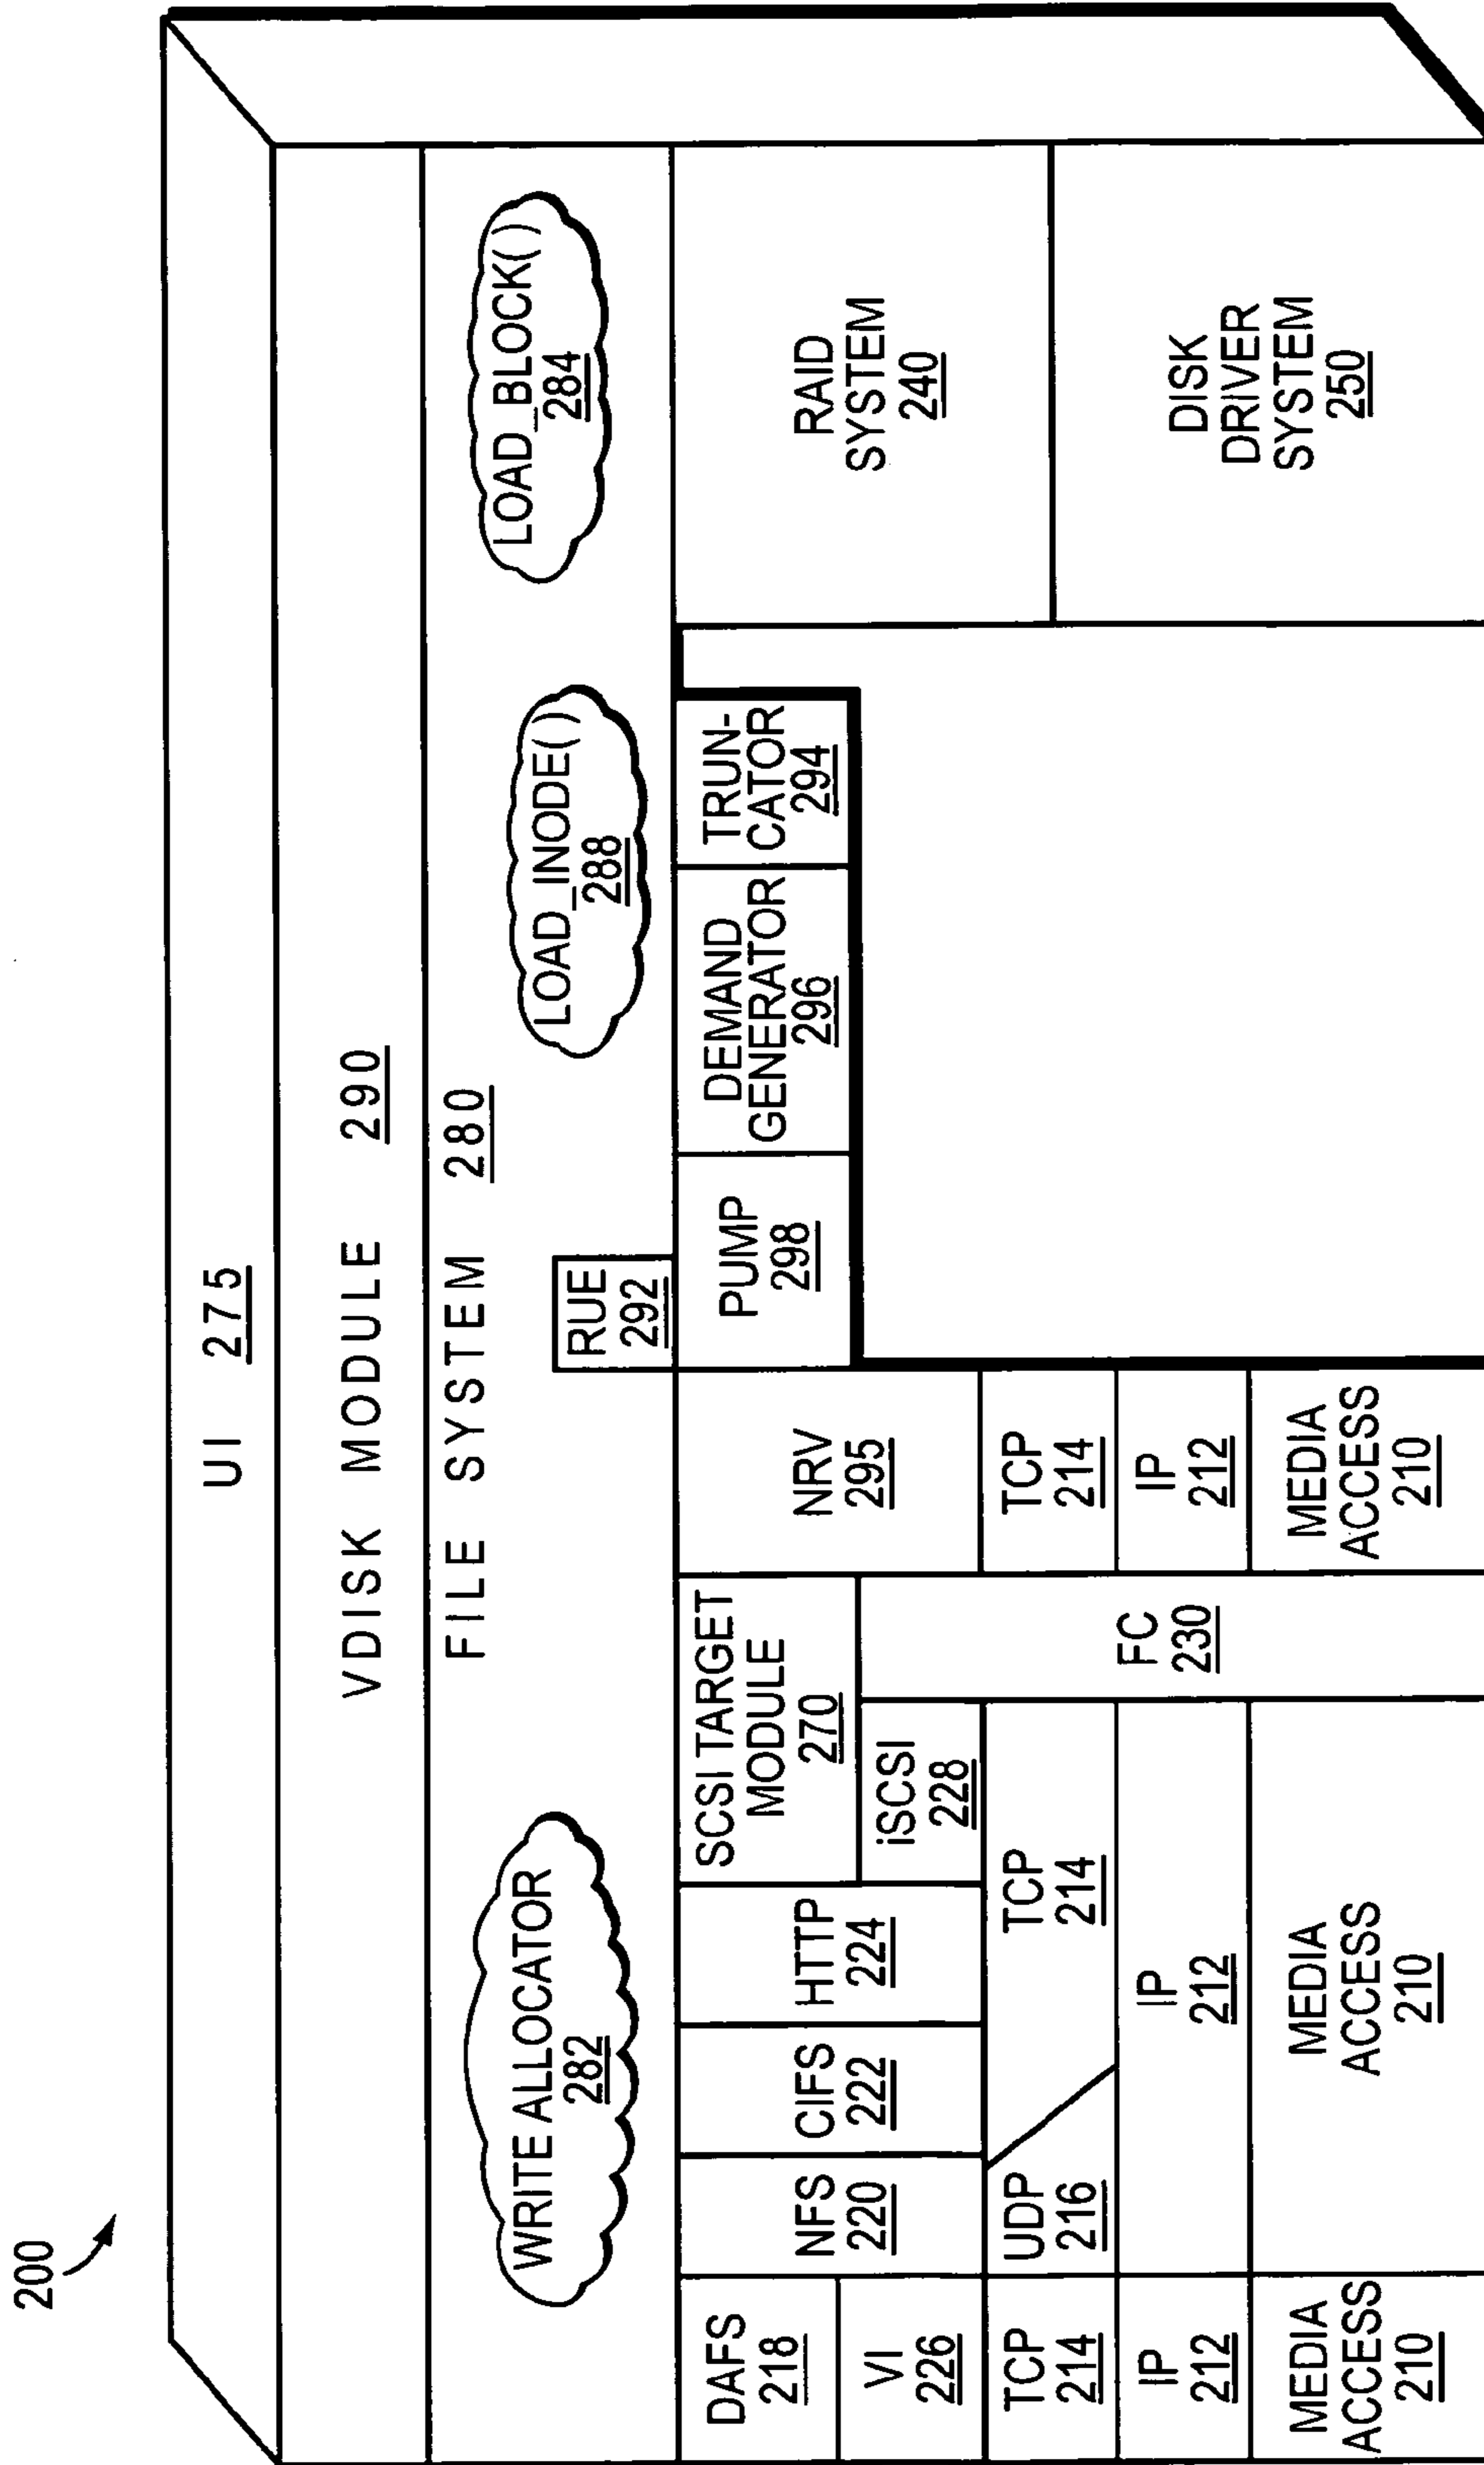 200
UI 275
VDISK MODULE 290
FILE SYSTEM 280
WRITE ALLOCATOR
282
LOAD_INODE()
288
LOAD_BLOCK()
284
RUE
292
DAFS
218
VI
226
TCP
214
IP
212
MEDIA
ACCESS
210
NFS
220
CIFS
222
HTTP
224
SCSI TARGET
MODULE
270
iSCSI
228
FC
230
UDP
216
TCP
214
IP
212
MEDIA
ACCESS
210
NRV
295
TCP
214
IP
212
MEDIA
ACCESS
210
PUMP
298
DEMAND
GENERATOR
296
TRUN-
CATOR
294
RAID
SYSTEM
240
DISK
DRIVER
SYSTEM
250